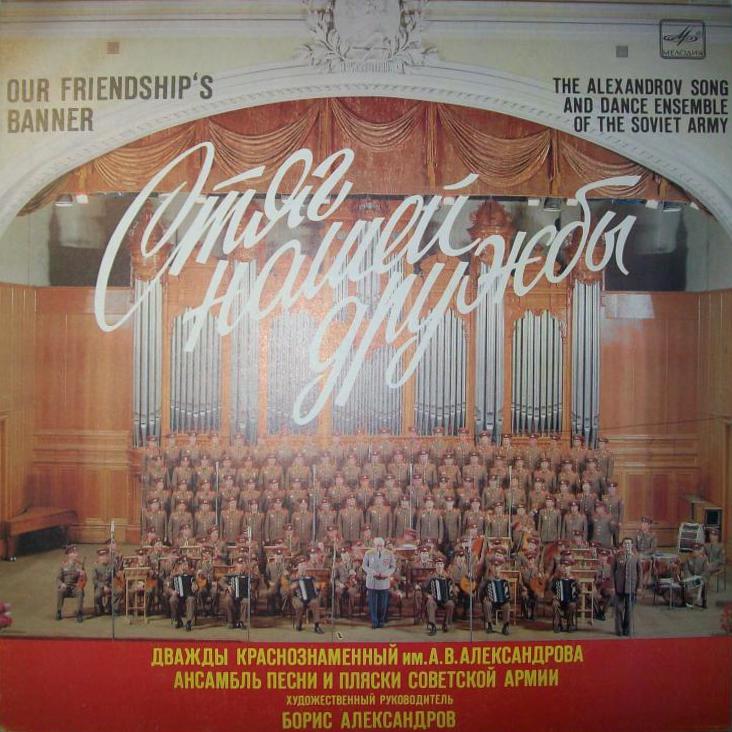 МЕЛОДИЯ
OUR FRIENDSHIP'S
BANNER
THE ALEXANDROV SONG
AND DANCE ENSEMBLE
OF THE SOVIET ARMY
Стяг
нашей
дружбы
ДВАЖДЫ КРАСНОЗНАМЕННЫЙ им. А.В.АЛЕКСАНДРОВА
АНСАМБЛЬ ПЕСНИ И ПЛЯСКИ СОВЕТСКОЙ АРМИИ
ХУДОЖЕСТВЕННЫЙ РУКОВОДИТЕЛЬ
БОРИС АЛЕКСАНДРОВ